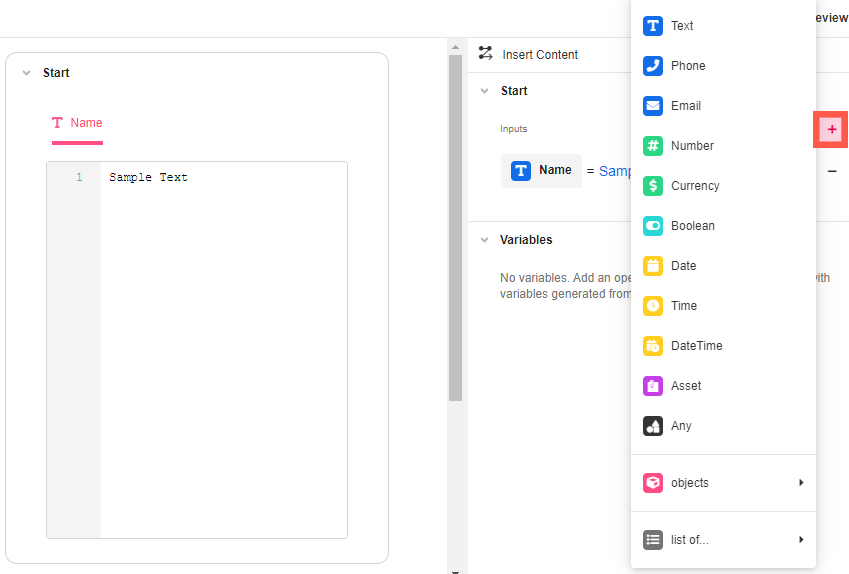 eview
Start
Name
1 Sample Text
Insert Content
Start
Inputs
+
Name = Samp
−
Variables
No variables. Add an ope
with
variables generated from
Text
Phone
Email
Number
Currency
Boolean
Date
Time
DateTime
Asset
Any
objects
list of...